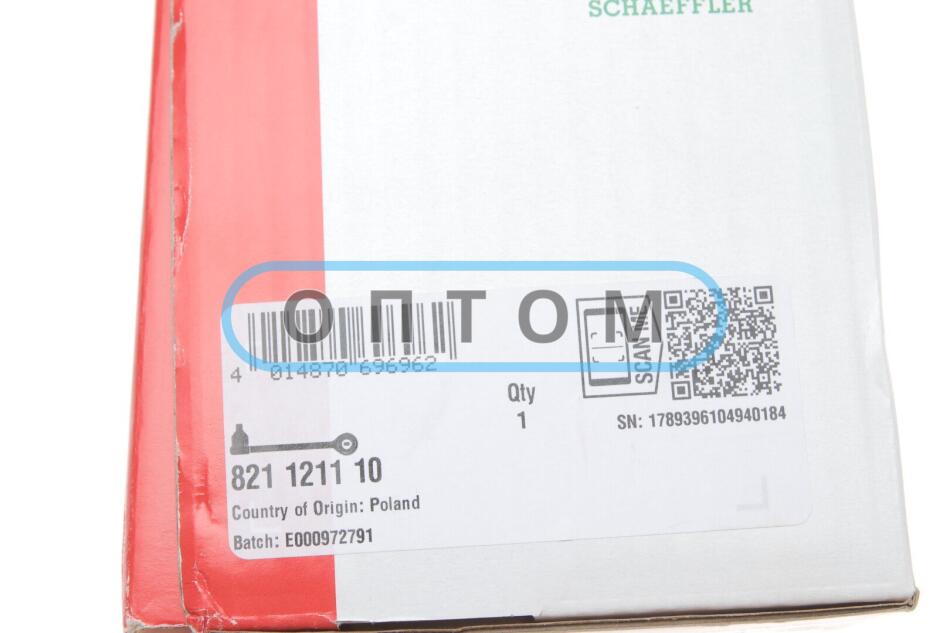 SCHAEFFLER
ОПТОМ
4 014870 696962
SCAN ME
Qty
1
SN: 1789396104940184
821 1211 10
Country of Origin: Poland
Batch: E000972791